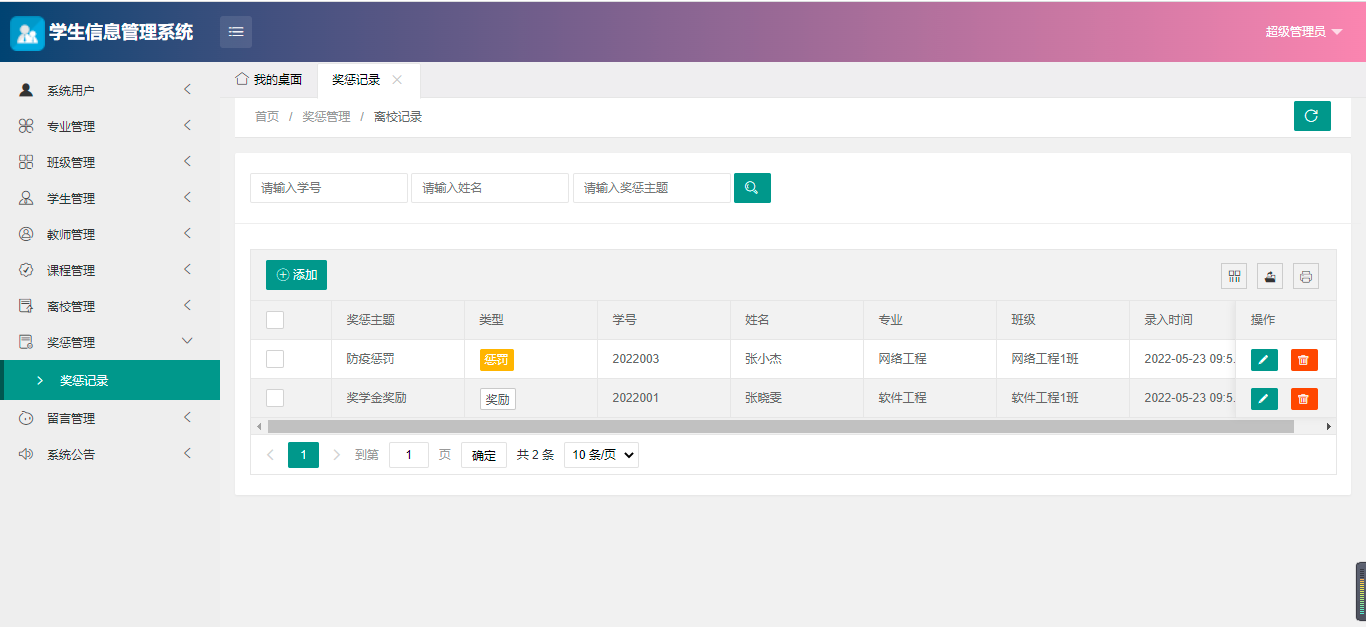 学生信息管理系统
超级管理员
系统用户
专业管理
班级管理
学生管理
教师管理
课程管理
离校管理
奖惩管理
奖惩记录
留言管理
系统公告
我的桌面
奖惩记录
首页 / 奖惩管理 / 离校记录
请输入学号 请输入姓名 请输入奖惩主题
添加
奖惩主题 类型 学号 姓名 专业 班级 录入时间 操作
防疫惩罚 惩罚 2022003 张小杰 网络工程 网络工程1班 2022-05-23 09:5.
奖学金奖励 奖励 2022001 张晓雯 软件工程 软件工程1班 2022-05-23 09:5.
1 到第 1 页 确定 共 2 条 10 条/页